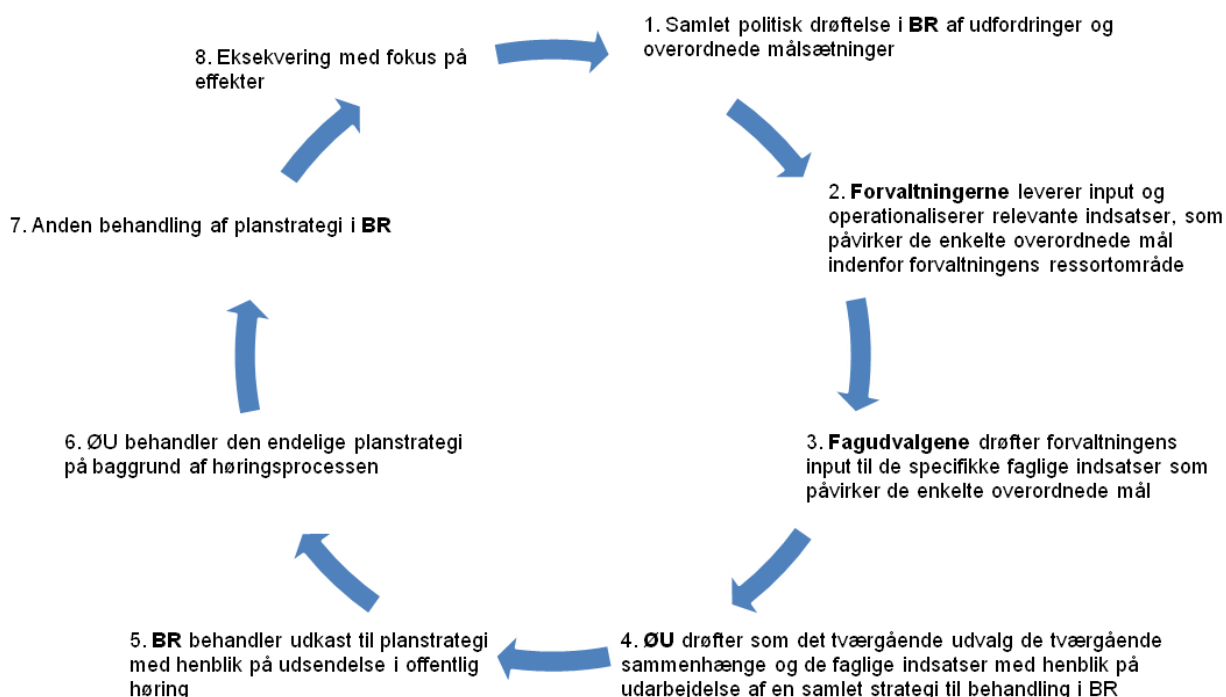 1. Samlet politisk drøftelse i BR af udfordringer og
overordnede målsætninger
2. Forvaltningerne leverer input og
operationaliserer relevante indsatser, som
påvirker de enkelte overordnede mål
indenfor forvaltningens ressortområde
3. Fagudvalgene drøfter forvaltningens
input til de specifikke faglige indsatser som
påvirker de enkelte overordnede mål
4. ØU drøfter som det tværgående udvalg de tværgående
sammenhænge og de faglige indsatser med henblik på
udarbejdelse af en samlet strategi til behandling i BR
5. BR behandler udkast til planstrategi
med henblik på udsendelse i offentlig
høring
6. ØU behandler den endelige planstrategi
på baggrund af høringsprocessen
7. Anden behandling af planstrategi i BR
8. Eksekvering med fokus på
effekter